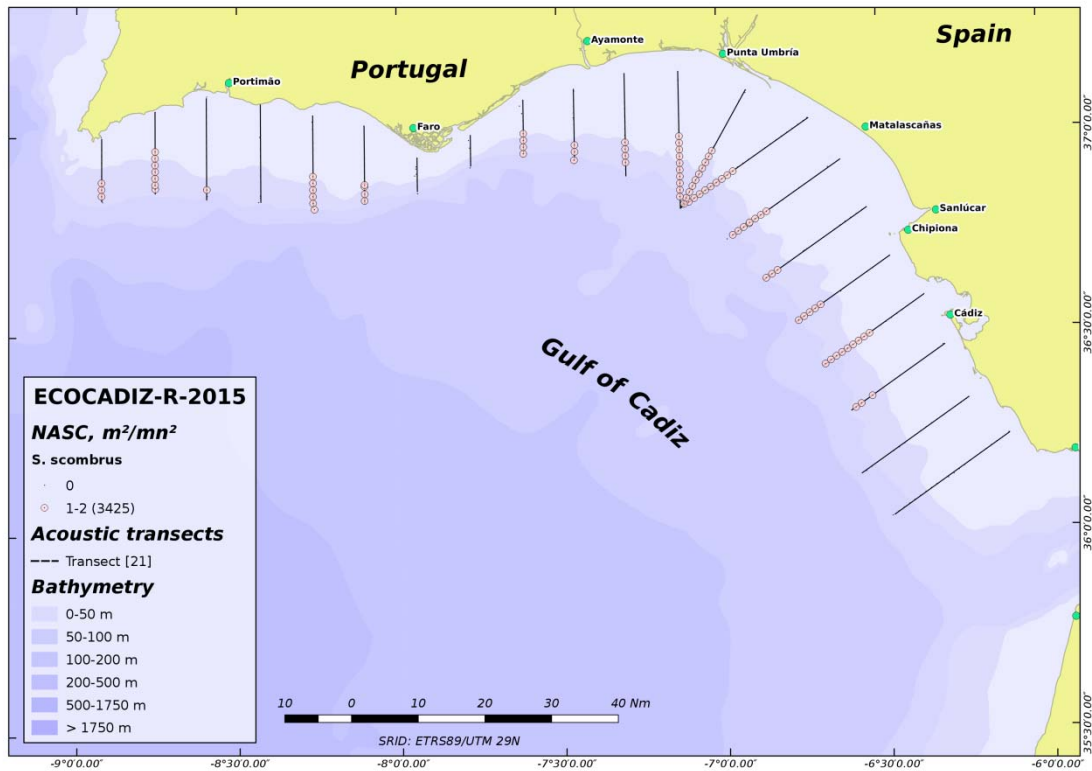 Spain
Ayamonte
Punta Umbría
Portugal
Portimão
Faro
Matalascañas
Sanlúcar
Chipiona
Cádiz
Gulf of Cadiz
ECOCADIZ-R-2015
NASC, m²/mn²
S. scombrus
0
1-2 (3425)
Acoustic transects
Transect [21]
Bathymetry
0-50 m
50-100 m
100-200 m
200-500 m
500-1750 m
> 1750 m
10 0 10 20 30 40 Nm
SRID: ETRS89/UTM 29N
37°0'0.00"
36°30'0.00"
36°0'0.00"
35°30'0.00"
-9°0'0.00" -8°30'0.00" -8°0'0.00" -7°30'0.00" -7°0'0.00" -6°30'0.00" -6°0'0.00"